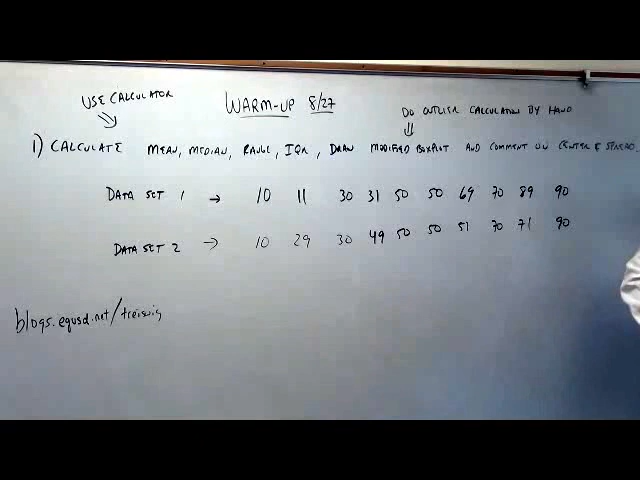 USE CALCULATOR
WARM-UP 8/27
DO OUTLIER CALCULATION BY HAND
1) CALCULATE MEAN, MEDIAN, RANGE, IQR, DRAW MODIFIED BOXPLOT AND COMMENT ON CENTER & SPREAD.
DATA SET 1 → 10 11 30 31 50 50 69 70 89 90
DATA SET 2 → 10 29 30 49 50 50 51 70 71 90
blogs.egusd.net/treiswig